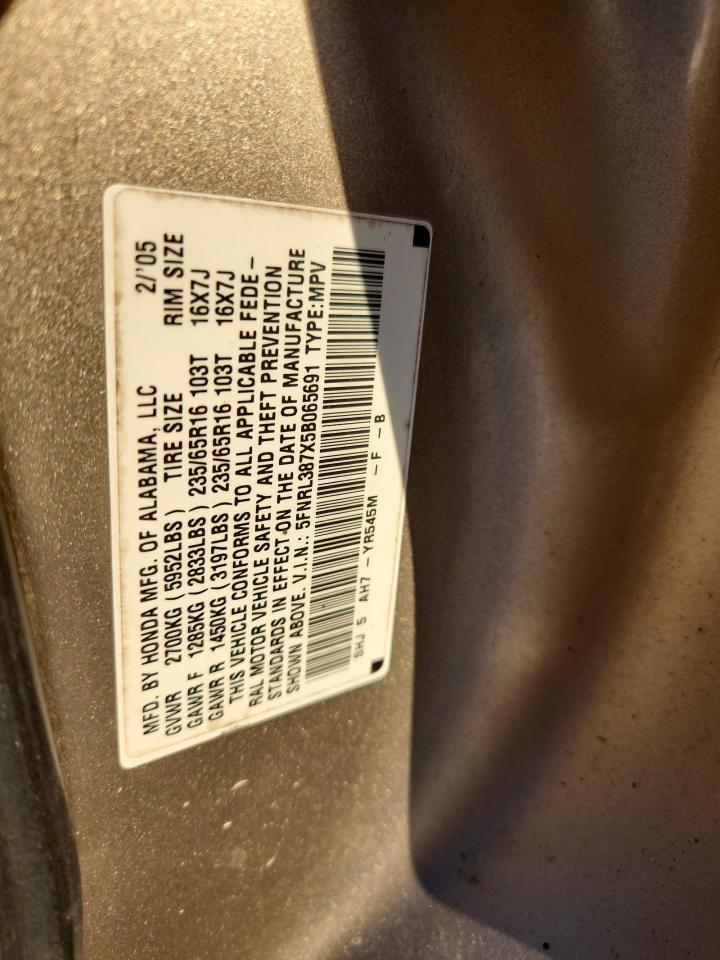 MFD. BY HONDA MFG. OF ALABAMA, LLC 2/'05
GVWR 2700KG (5952LBS) TIRE SIZE RIM SIZE
GAWR F 1285KG (2833LBS) 235/65R16 103T 16X7J
GAWR R 1450KG (3197LBS) 235/65R16 103T 16X7J
THIS VEHICLE CONFORMS TO ALL APPLICABLE FEDE-
RAL MOTOR VEHICLE SAFETY AND THEFT PREVENTION
STANDARDS IN EFFECT ON THE DATE OF MANUFACTURE
SHOWN ABOVE. V.I.N.: 5FNRL387X5B065691 TYPE:MPV
SHJ 5 AH7 - YR545M - F - B